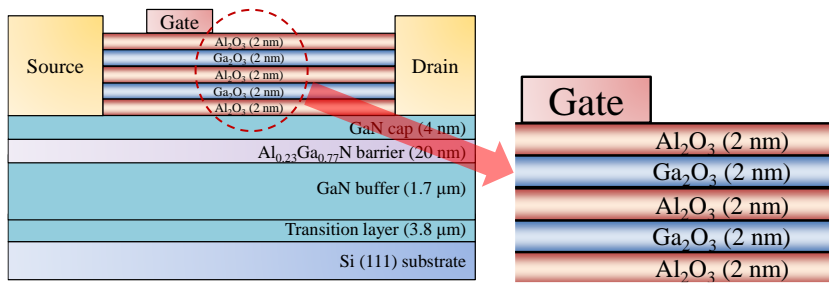 Gate
Source
Al₂O₃ (2 nm)
Ga₂O₃ (2 nm)
Al₂O₃ (2 nm)
Ga₂O₃ (2 nm)
Al₂O₃ (2 nm)
Drain
GaN cap (4 nm)
Al₀.₂₃Ga₀.₇₇N barrier (20 nm)
GaN buffer (1.7 μm)
Transition layer (3.8 μm)
Si (111) substrate
Gate
Al₂O₃ (2 nm)
Ga₂O₃ (2 nm)
Al₂O₃ (2 nm)
Ga₂O₃ (2 nm)
Al₂O₃ (2 nm)